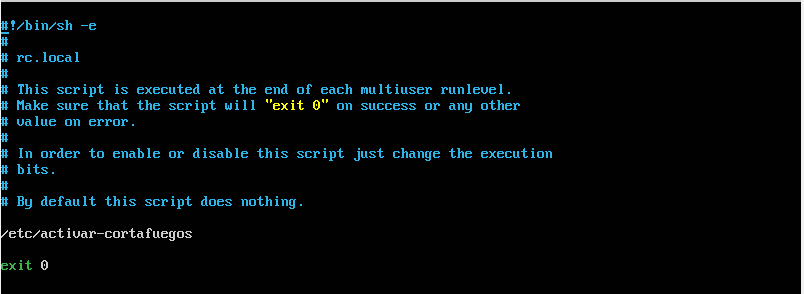 #!/bin/sh -e
#
# rc.local
#
# This script is executed at the end of each multiuser runlevel.
# Make sure that the script will "exit 0" on success or any other
# value on error.
#
# In order to enable or disable this script just change the execution
# bits.
#
# By default this script does nothing.
/etc/activar-cortafuegos
exit 0